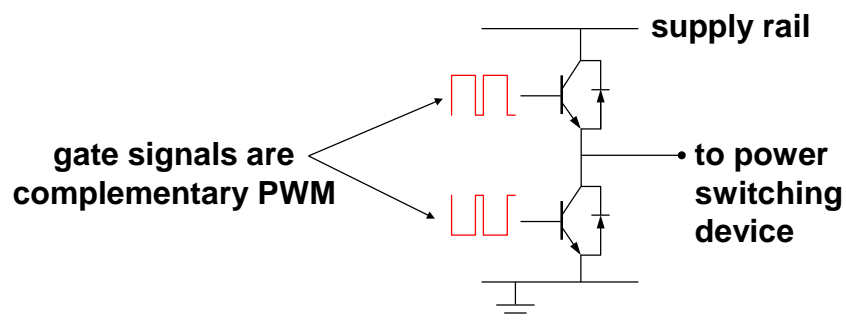 supply rail
gate signals are
complementary PWM
to power
switching
device